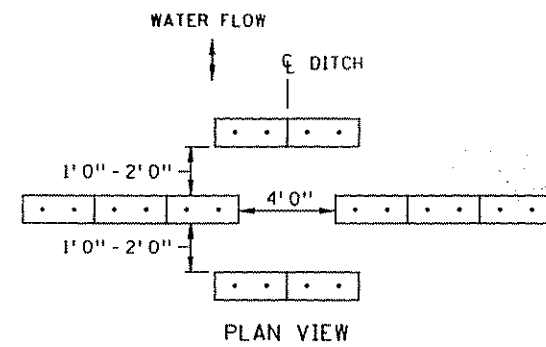 WATER FLOW
℄ DITCH
1'0" - 2'0"
4'0"
1'0" - 2'0"
PLAN VIEW